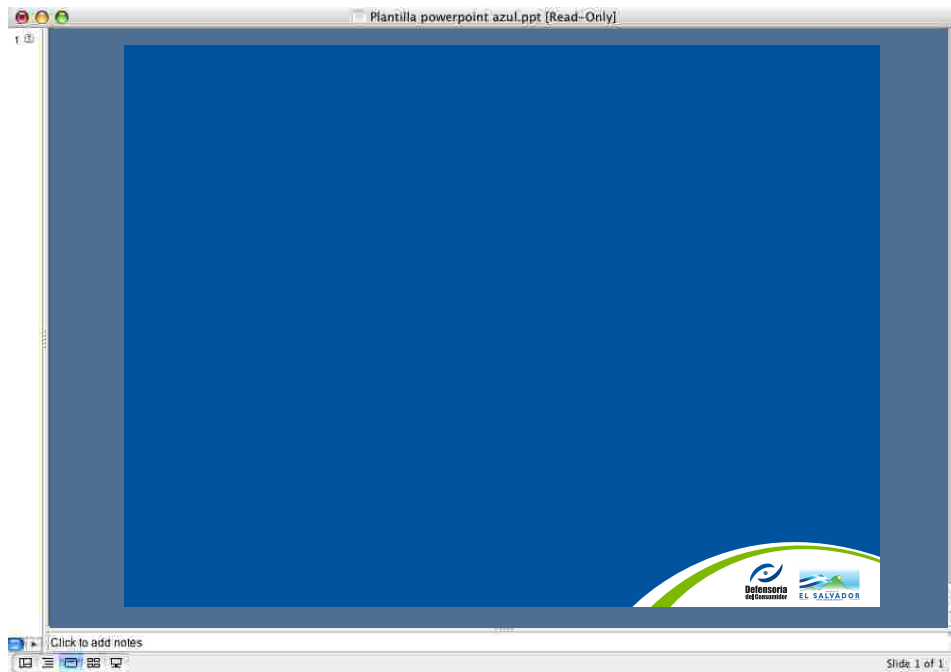 Plantilla powerpoint azul.ppt [Read-Only]
1
Defensoría
del Consumidor
EL SALVADOR
Click to add notes
Slide 1 of 1